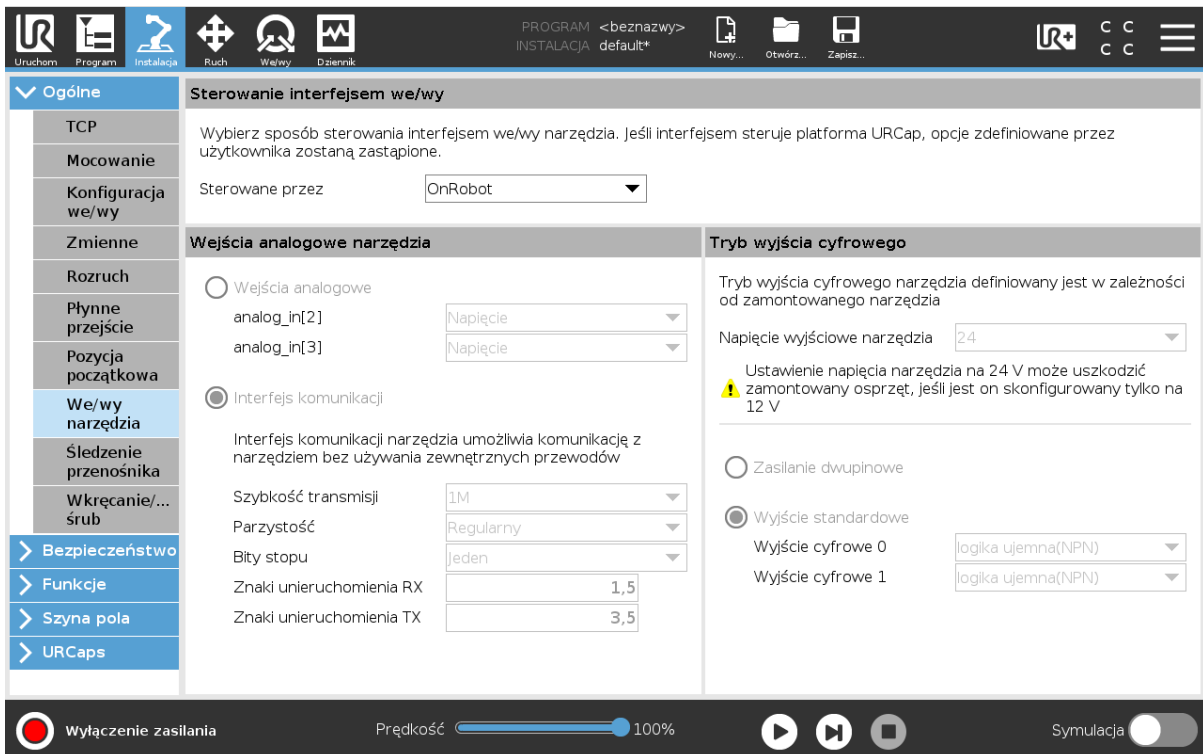 PROGRAM <beznazwy>
INSTALACJA default*
UR+
C C
C C
Uruchom Program Instalacja Ruch We/wy Dziennik Nowy... Otwórz... Zapisz...
Ogólne
TCP
Mocowanie
Konfiguracja
we/wy
Zmienne
Rozruch
Płynne
przejście
Pozycja
początkowa
We/wy
narzędzia
Śledzenie
przenośnika
Wkręcanie/...
śrub
Bezpieczeństwo
Funkcje
Szyna pola
URCaps
Sterowanie interfejsem we/wy
Wybierz sposób sterowania interfejsem we/wy narzędzia. Jeśli interfejsem steruje platforma URCap, opcje zdefiniowane przez
użytkownika zostaną zastąpione.
Sterowane przez OnRobot
Wejścia analogowe narzędzia
Wejścia analogowe
analog_in[2] Napięcie
analog_in[3] Napięcie
Interfejs komunikacji
Interfejs komunikacji narzędzia umożliwia komunikację z
narzędziem bez używania zewnętrznych przewodów
Szybkość transmisji 1M
Parzystość Regularny
Bity stopu Jeden
Znaki unieruchomienia RX 1,5
Znaki unieruchomienia TX 3,5
Tryb wyjścia cyfrowego
Tryb wyjścia cyfrowego narzędzia definiowany jest w zależności
od zamontowanego narzędzia
Napięcie wyjściowe narzędzia 24
Ustawienie napięcia narzędzia na 24 V może uszkodzić
zamontowany osprzęt, jeśli jest on skonfigurowany tylko na
12 V
Zasilanie dwupinowe
Wyjście standardowe
Wyjście cyfrowe 0 logika ujemna(NPN)
Wyjście cyfrowe 1 logika ujemna(NPN)
Wyłączenie zasilania Prędkość 100% Symulacja